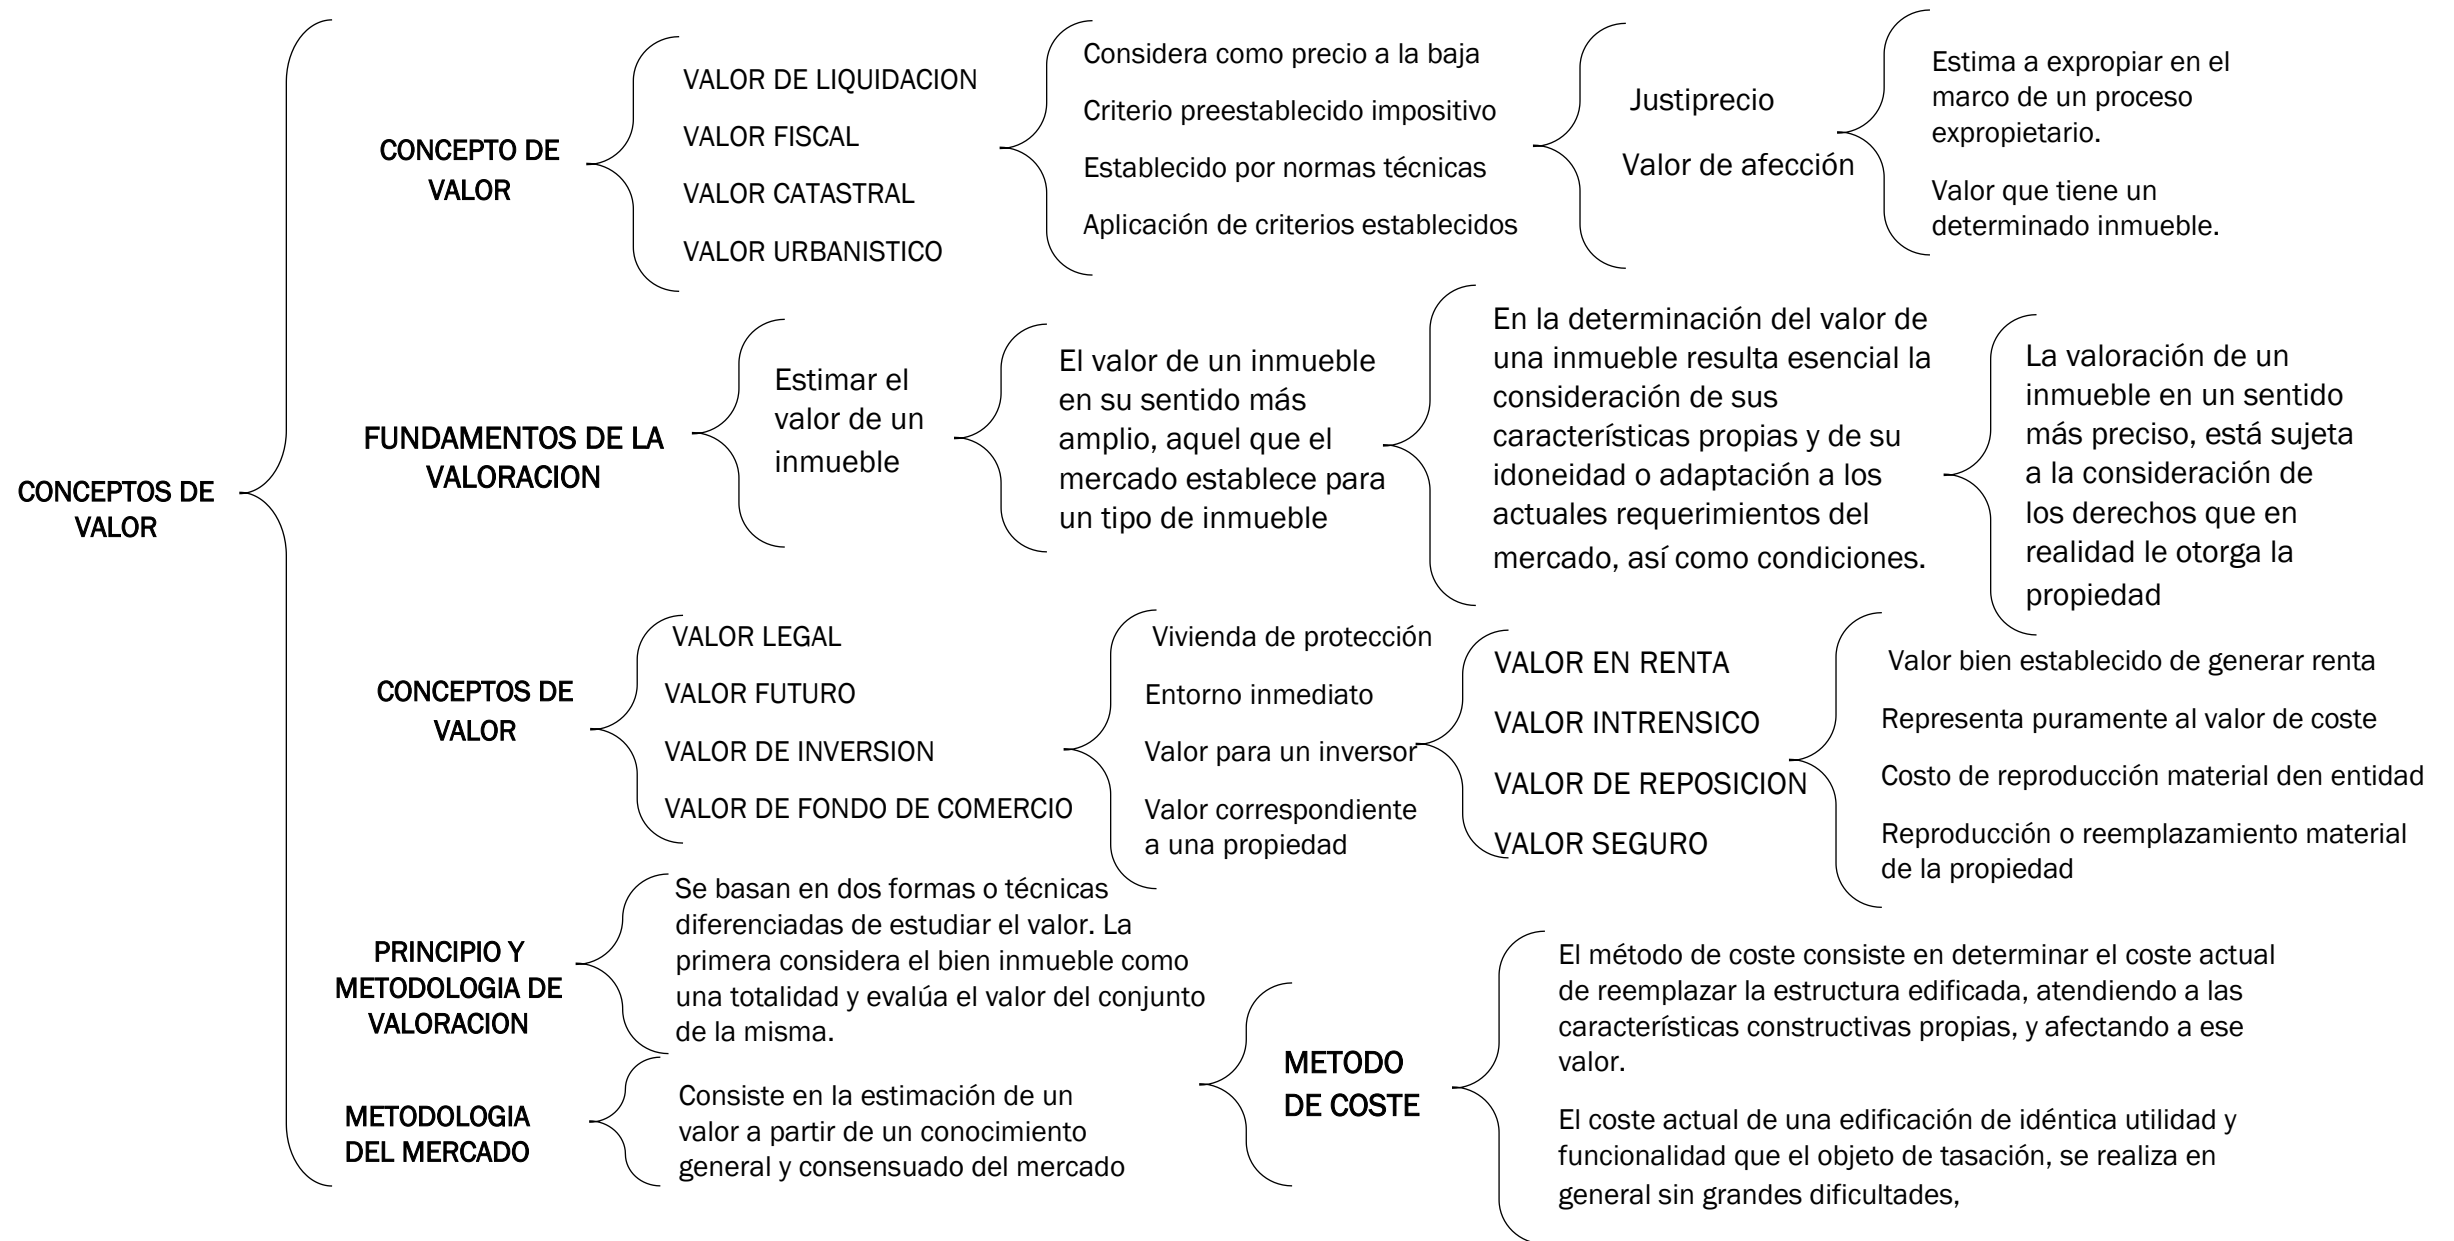 CONCEPTOS DE
VALOR
CONCEPTO DE
VALOR
VALOR DE LIQUIDACION
VALOR FISCAL
VALOR CATASTRAL
VALOR URBANISTICO
Considera como precio a la baja
Criterio preestablecido impositivo
Establecido por normas técnicas
Aplicación de criterios establecidos
Justiprecio
Valor de afección
Estima a expropiar en el
marco de un proceso
expropietario.
Valor que tiene un
determinado inmueble.
FUNDAMENTOS DE LA
VALORACION
Estimar el
valor de un
inmueble
El valor de un inmueble
en su sentido más
amplio, aquel que el
mercado establece para
un tipo de inmueble
En la determinación del valor de
una inmueble resulta esencial la
consideración de sus
características propias y de su
idoneidad o adaptación a los
actuales requerimientos del
mercado, así como condiciones.
La valoración de un
inmueble en un sentido
más preciso, está sujeta
a la consideración de
los derechos que en
realidad le otorga la
propiedad
CONCEPTOS DE
VALOR
VALOR LEGAL
VALOR FUTURO
VALOR DE INVERSION
VALOR DE FONDO DE COMERCIO
Vivienda de protección
Entorno inmediato
Valor para un inversor
Valor correspondiente
a una propiedad
VALOR EN RENTA
VALOR INTRENSICO
VALOR DE REPOSICION
VALOR SEGURO
Valor bien establecido de generar renta
Representa puramente al valor de coste
Costo de reproducción material den entidad
Reproducción o reemplazamiento material
de la propiedad
PRINCIPIO Y
METODOLOGIA DE
VALORACION
Se basan en dos formas o técnicas
diferenciadas de estudiar el valor. La
primera considera el bien inmueble como
una totalidad y evalúa el valor del conjunto
de la misma.
METODOLOGIA
DEL MERCADO
Consiste en la estimación de un
valor a partir de un conocimiento
general y consensuado del mercado
METODO
DE COSTE
El método de coste consiste en determinar el coste actual
de reemplazar la estructura edificada, atendiendo a las
características constructivas propias, y afectando a ese
valor.
El coste actual de una edificación de idéntica utilidad y
funcionalidad que el objeto de tasación, se realiza en
general sin grandes dificultades,